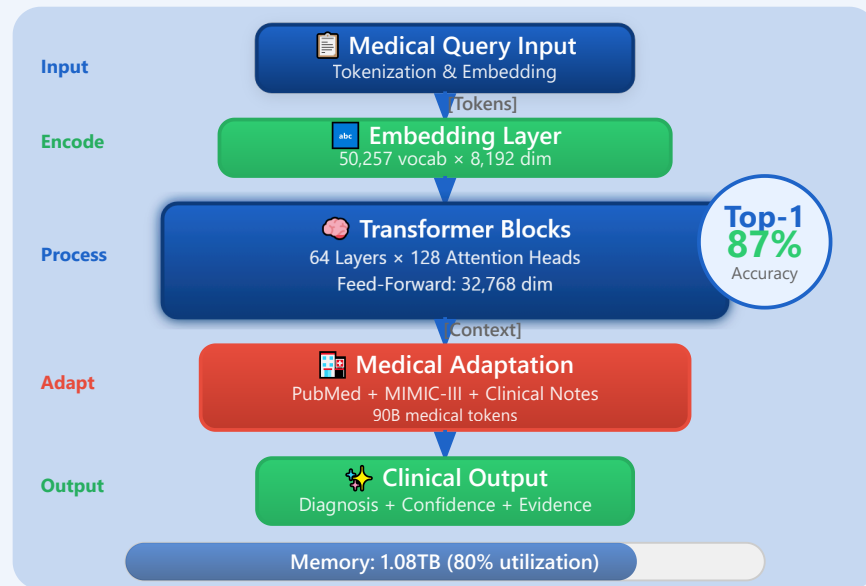 Input
📋 Medical Query Input
Tokenization & Embedding
[Tokens]
Encode
abc
Embedding Layer
50,257 vocab × 8,192 dim
Process
🧠 Transformer Blocks
64 Layers × 128 Attention Heads
Feed-Forward: 32,768 dim
Top-1
87%
Accuracy
[Context]
Adapt
🏥 Medical Adaptation
PubMed + MIMIC-III + Clinical Notes
90B medical tokens
Output
✨ Clinical Output
Diagnosis + Confidence + Evidence
Memory: 1.08TB (80% utilization)